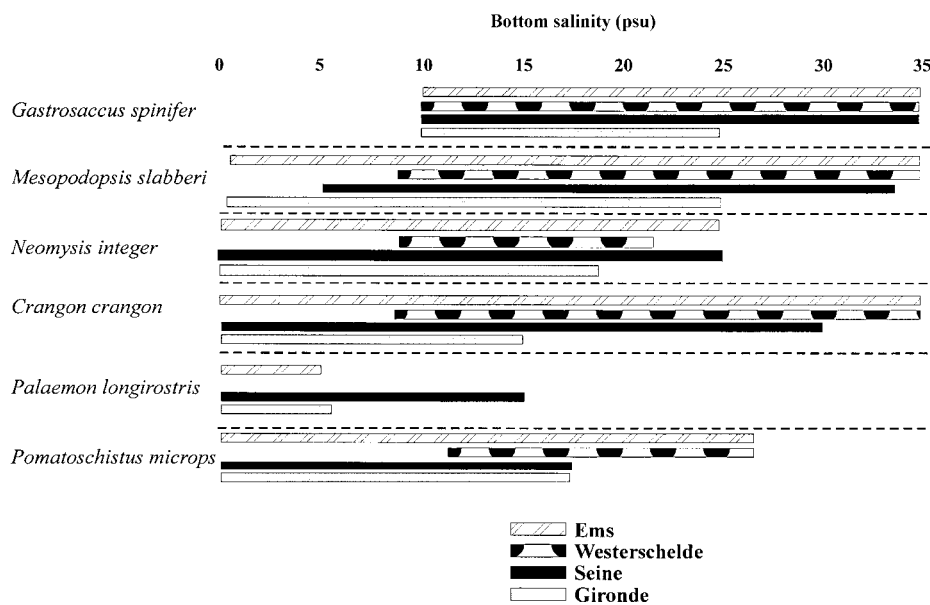 Bottom salinity (psu)
0 5 10 15 20 25 30 35
Gastrosaccus spinifer
Mesopodopsis slabberi
Neomysis integer
Crangon crangon
Palaemon longirostris
Pomatoschistus microps
Ems
Westerschelde
Seine
Gironde